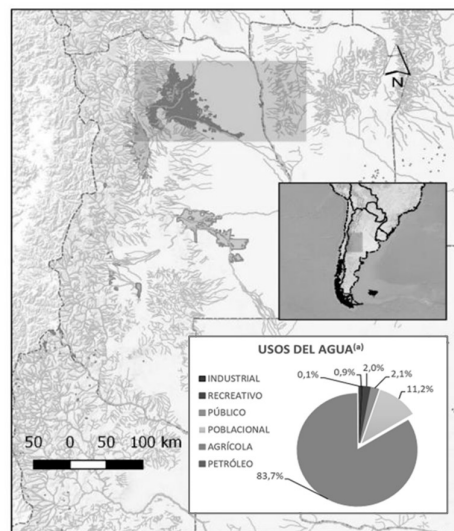 N
USOS DEL AGUA(a)
INDUSTRIAL
RECREATIVO
PÚBLICO
POBLACIONAL
AGRÍCOLA
PETRÓLEO
0,1%
0,9%
2,0%
2,1%
11,2%
83,7%
50 0 50 100 km